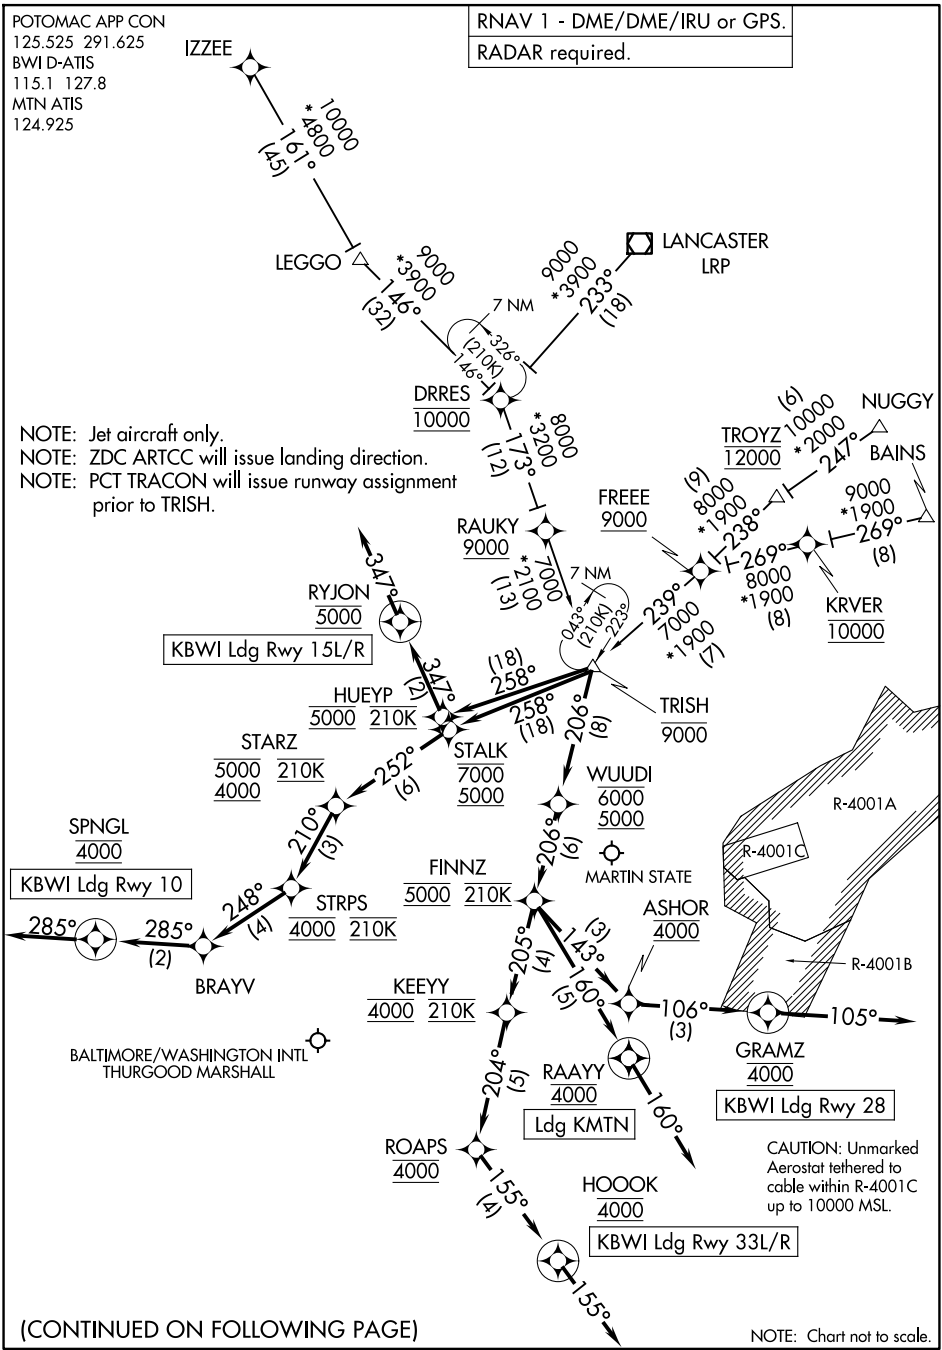 POTOMAC APP CON
125.525 291.625
BWI D-ATIS
115.1 127.8
MTN ATIS
124.925
RNAV 1 - DME/DME/IRU or GPS.
RADAR required.
IZZEE
10000
*4800
161°
(45)
LEGGO
9000
*3900
146°
(32)
LANCASTER
LRP
9000
*3900
233°
(18)
7 NM
326°
(210K)
146°
DRRES
10000
8000
*3200
173°
(12)
NOTE: Jet aircraft only.
NOTE: ZDC ARTCC will issue landing direction.
NOTE: PCT TRACON will issue runway assignment
prior to TRISH.
NUGGY
(6)
10000
*2000
247°
TROYZ
12000
BAINS
9000
*1900
269°
(8)
(9)
8000
*1900
238°
FREEE
9000
269°
8000
*1900
(8)
KRVER
10000
RAUKY
9000
7000
*2100
(13)
7 NM
043°
(210K)
223°
239°
7000
*1900
(7)
TRISH
9000
347°
RYJON
5000
KBWI Ldg Rwy 15L/R
347°
(2)
(18)
258°
258°
(18)
HUEYP
5000 210K
STALK
7000
5000
206°
(8)
STARZ
5000 210K
4000
252°
(6)
WUUDI
6000
5000
206°
(6)
MARTIN STATE
R-4001A
R-4001C
R-4001B
SPNGL
4000
KBWI Ldg Rwy 10
210°
(3)
STRPS
4000 210K
248°
(4)
285°
285°
(2)
BRAYV
FINNZ
5000 210K
(3)
143°
ASHOR
4000
205°
(4)
160°
(5)
KEEYY
4000 210K
106°
(3)
105°
GRAMZ
4000
KBWI Ldg Rwy 28
BALTIMORE/WASHINGTON INTL
THURGOOD MARSHALL
RAAYY
4000
Ldg KMTN
160°
204°
(5)
ROAPS
4000
155°
(4)
HOOOK
4000
KBWI Ldg Rwy 33L/R
155°
CAUTION: Unmarked
Aerostat tethered to
cable within R-4001C
up to 10000 MSL.
(CONTINUED ON FOLLOWING PAGE)
NOTE: Chart not to scale.